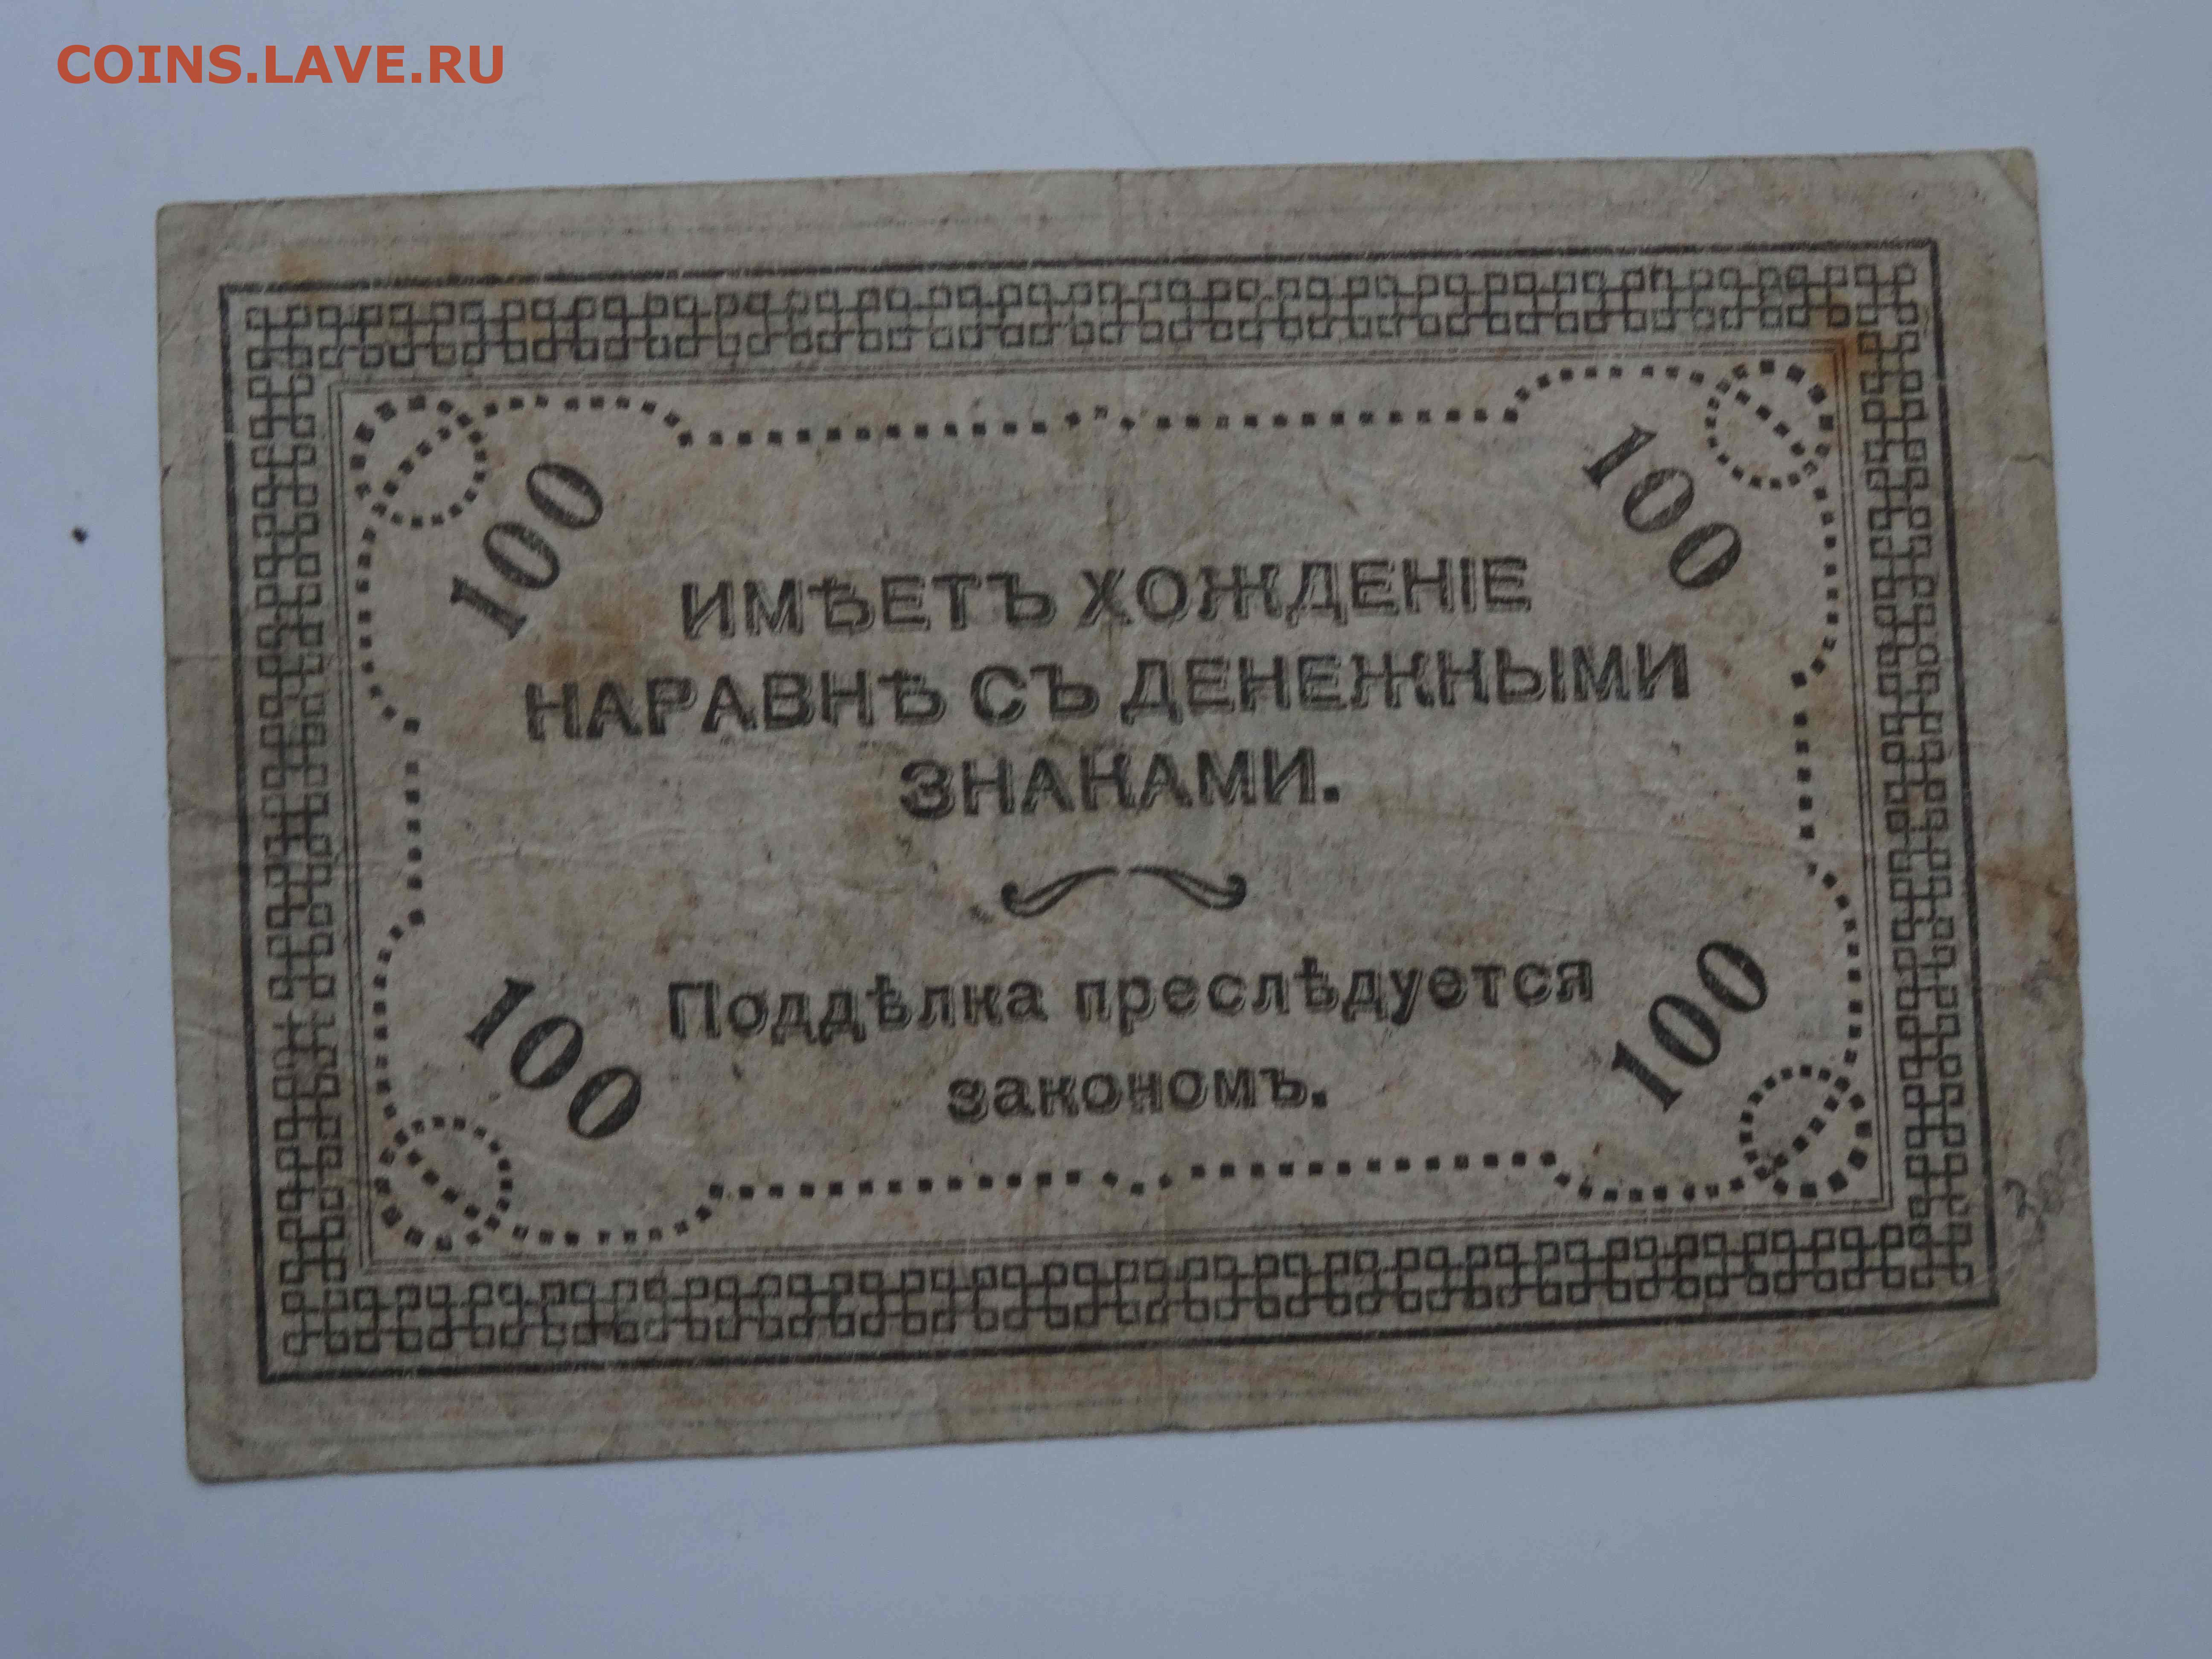 COINS.LAVE.RU
100
100
ИМѢЕТЪ ХОЖДЕНІЕ
НАРАВНѢ СЪ ДЕНЕЖНЫМИ
ЗНАКАМИ.
Поддѣлка преслѣдуется
закономъ.
100
100